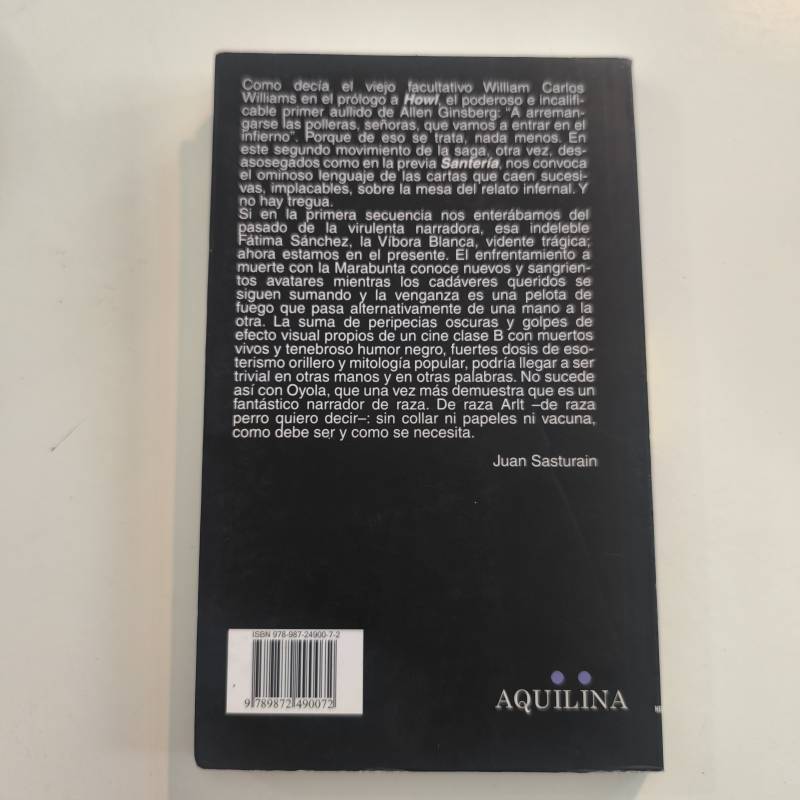 Como decía el viejo facultativo William Carlos
Williams en el prólogo a Howl, el poderoso e incalifi-
cable primer aullido de Allen Ginsberg: “A arreman-
garse las polleras, señoras, que vamos a entrar en el
infierno”. Porque de eso se trata, nada menos. En
este segundo movimiento de la saga, otra vez, des-
asosegados como en la previa Santería, nos convoca
el ominoso lenguaje de las cartas que caen sucesi-
vas, implacables, sobre la mesa del relato infernal. Y
no hay tregua.
Si en la primera secuencia nos enterábamos del
pasado de la virulenta narradora, esa indeleble
Fátima Sánchez, la Víbora Blanca, vidente trágica;
ahora estamos en el presente. El enfrentamiento a
muerte con la Marabunta conoce nuevos y sangrien-
tos avatares mientras los cadáveres queridos se
siguen sumando y la venganza es una pelota de
fuego que pasa alternativamente de una mano a la
otra. La suma de peripecias oscuras y golpes de
efecto visual propios de un cine clase B con muertos
vivos y tenebroso humor negro, fuertes dosis de eso-
terismo orillero y mitología popular, podría llegar a ser
trivial en otras manos y en otras palabras. No sucede
así con Oyola, que una vez más demuestra que es un
fantástico narrador de raza. De raza Arlt –de raza
perro quiero decir–: sin collar ni papeles ni vacuna,
como debe ser y como se necesita.
Juan Sasturain
ISBN 978-987-24900-7-2
9 789872 490072
AQUILINA